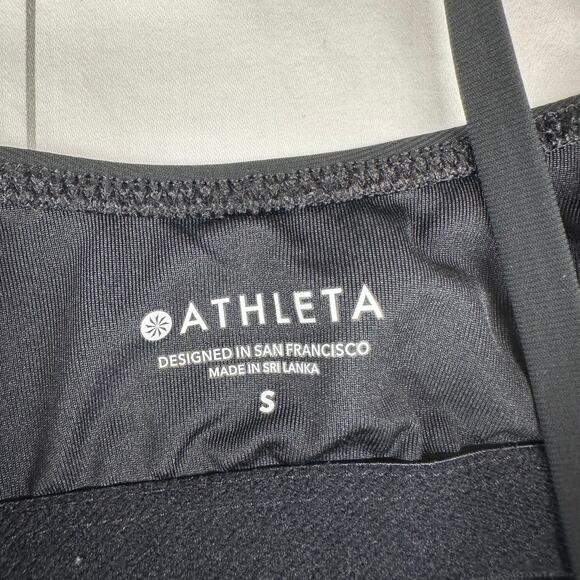 ATHLETA
DESIGNED IN SAN FRANCISCO
MADE IN SRI LANKA
S